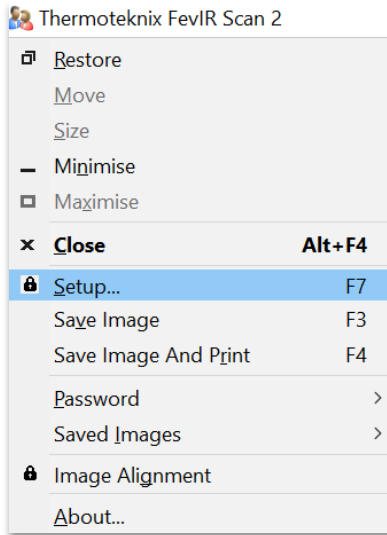 Thermoteknix FevIR Scan 2
Restore
Move
Size
Minimise
Maximise
Close Alt+F4
Setup... F7
Save Image F3
Save Image And Print F4
Password
Saved Images
Image Alignment
About...